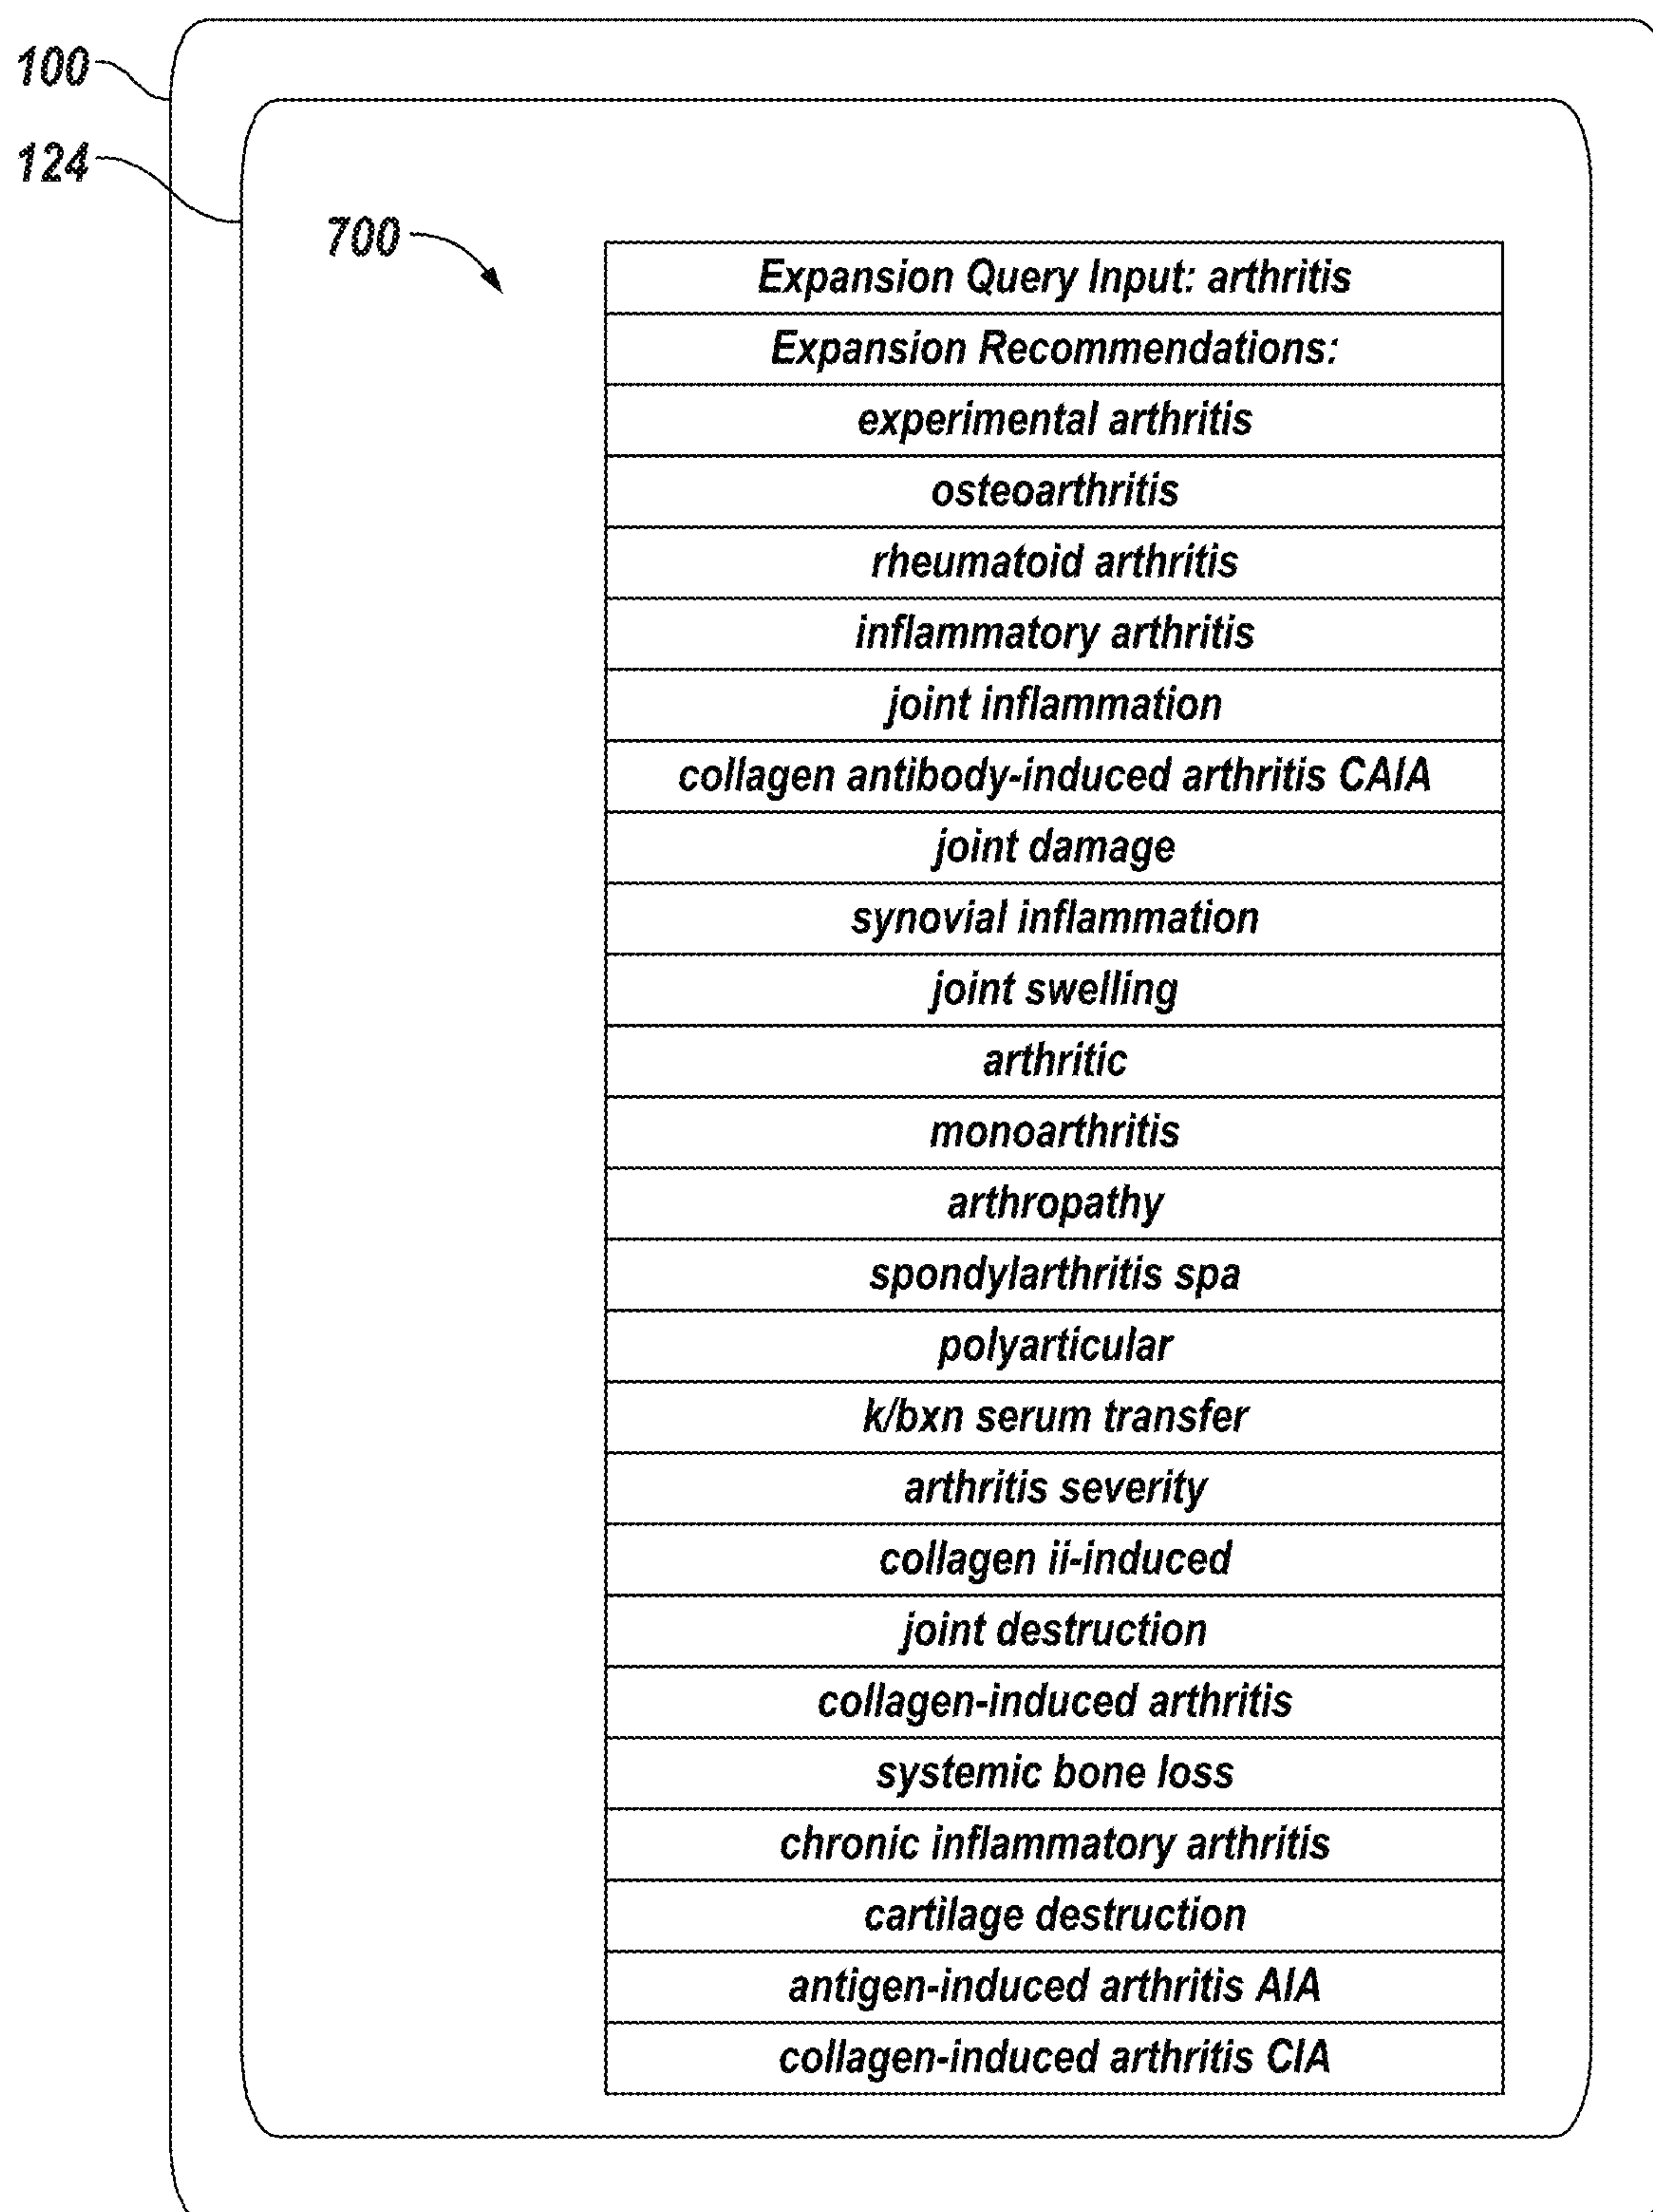 100
124
700
Expansion Query Input: arthritis
Expansion Recommendations:
experimental arthritis
osteoarthritis
rheumatoid arthritis
inflammatory arthritis
joint inflammation
collagen antibody-induced arthritis CAIA
joint damage
synovial inflammation
joint swelling
arthritic
monoarthritis
arthropathy
spondylarthritis spa
polyarticular
k/bxn serum transfer
arthritis severity
collagen ii-induced
joint destruction
collagen-induced arthritis
systemic bone loss
chronic inflammatory arthritis
cartilage destruction
antigen-induced arthritis AIA
collagen-induced arthritis CIA